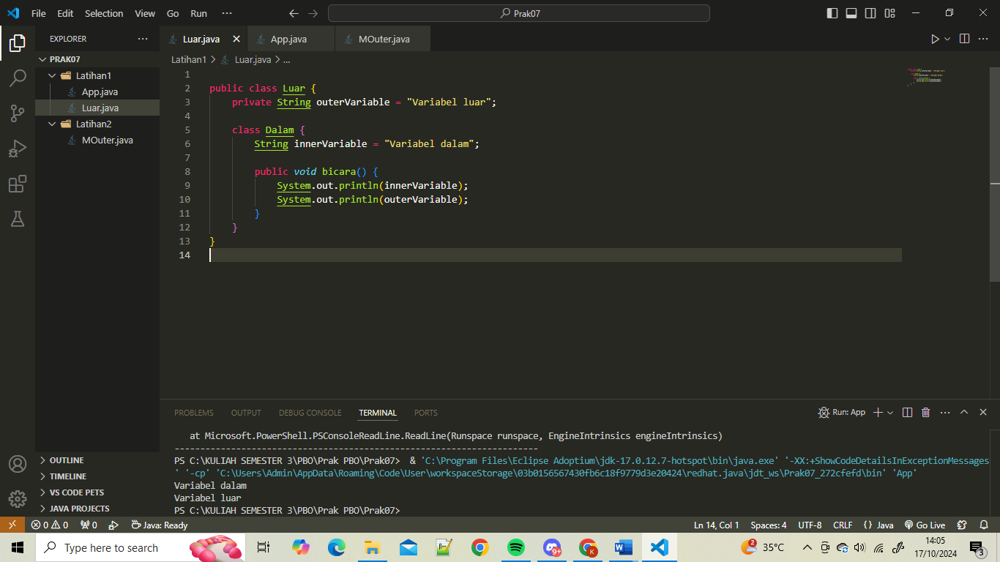 File Edit Selection View Go Run ··· Prak07
EXPLORER ···
PRAK07
Latihan1
App.java
Luar.java
Latihan2
MOuter.java
OUTLINE
TIMELINE
VS CODE PETS
JAVA PROJECTS
Luar.java App.java MOuter.java
Latihan1 > Luar.java > ...
1
2 public class Luar {
3 private String outerVariable = "Variabel luar";
4
5 class Dalam {
6 String innerVariable = "Variabel dalam";
7
8 public void bicara() {
9 System.out.println(innerVariable);
10 System.out.println(outerVariable);
11 }
12 }
13 }
14
PROBLEMS OUTPUT DEBUG CONSOLE TERMINAL PORTS Run: App
at Microsoft.PowerShell.PSConsoleReadLine.ReadLine(Runspace runspace, EngineIntrinsics engineIntrinsics)
-----------------------------------------------------------------------
PS C:\KULIAH SEMESTER 3\PBO\Prak PBO\Prak07> & 'C:\Program Files\Eclipse Adoptium\jdk-17.0.12.7-hotspot\bin\java.exe' '-XX:+ShowCodeDetailsInExceptionMessages
' '-cp' 'C:\Users\Admin\AppData\Roaming\Code\User\workspaceStorage\03b0156567430fb6c18f9779d3e20424\redhat.java\jdt_ws\Prak07_272cfefd\bin' 'App'
Variabel dalam
Variabel luar
PS C:\KULIAH SEMESTER 3\PBO\Prak PBO\Prak07>
0 0 0 Java: Ready Ln 14, Col 1 Spaces: 4 UTF-8 CRLF {} Java Go Live
Type here to search 9+ K 2 35°C 14:05
17/10/2024 3